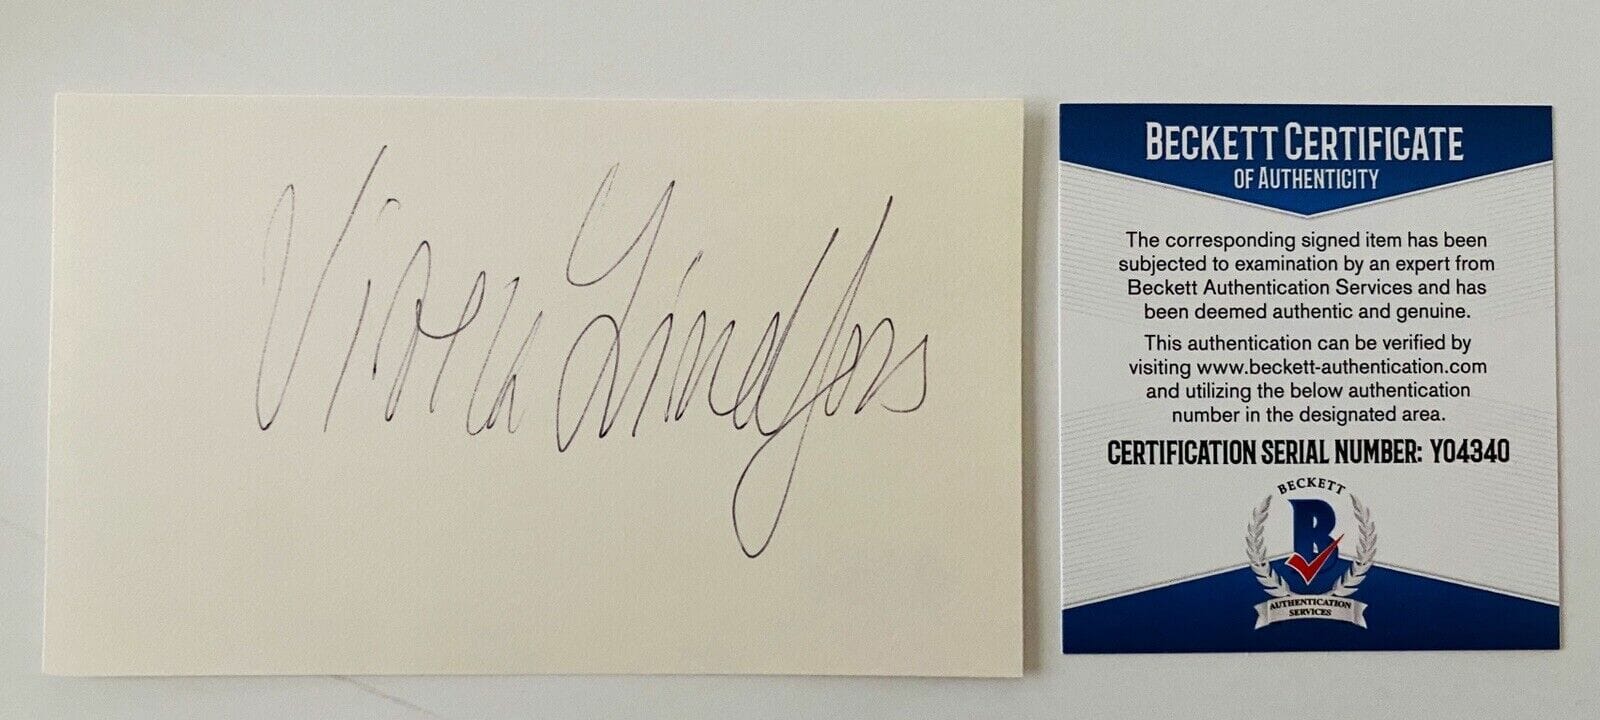 Viveca Lindfors
BECKETT CERTIFICATE
OF AUTHENTICITY
The corresponding signed item has been
subjected to examination by an expert from
Beckett Authentication Services and has
been deemed authentic and genuine.
This authentication can be verified by
visiting www.beckett-authentication.com
and utilizing the below authentication
number in the designated area.
CERTIFICATION SERIAL NUMBER: Y04340
BECKETT
B
AUTHENTICATION
SERVICES